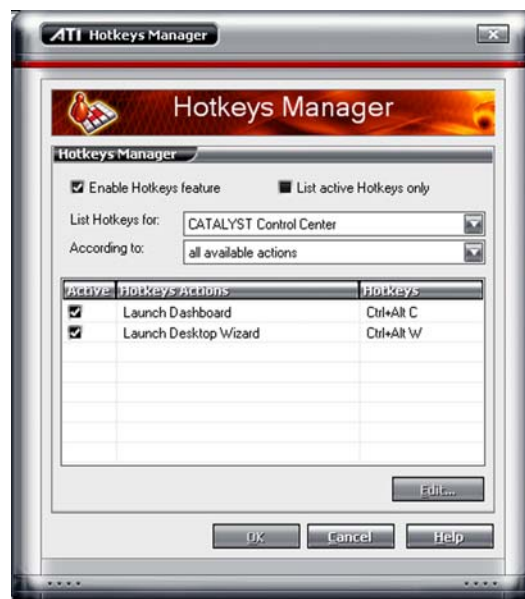 ATI Hotkeys Manager
Hotkeys Manager
Hotkeys Manager
Enable Hotkeys feature List active Hotkeys only
List Hotkeys for: CATALYST Control Center
According to: all available actions
Active Hotkeys Actions Hotkeys
Launch Dashboard Ctrl+Alt C
Launch Desktop Wizard Ctrl+Alt W
Edit...
OK Cancel Help